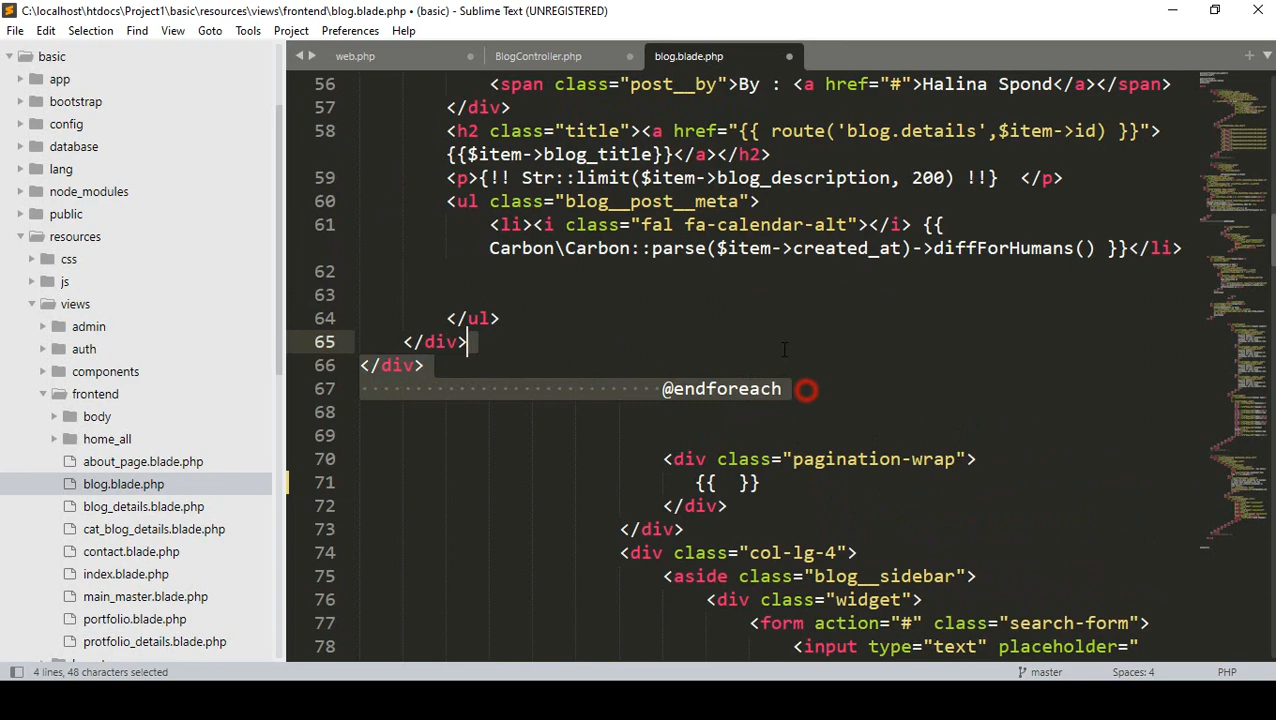 C:\localhost\htdocs\Project1\basic\resources\views\frontend\blog.blade.php • (basic) - Sublime Text (UNREGISTERED)
File Edit Selection Find View Goto Tools Project Preferences Help
basic
app
bootstrap
config
database
lang
node_modules
public
resources
css
js
views
admin
auth
components
frontend
body
home_all
about_page.blade.php
blog.blade.php
blog_details.blade.php
cat_blog_details.blade.php
contact.blade.php
index.blade.php
main_master.blade.php
portfolio.blade.php
protfolio_details.blade.php
web.php BlogController.php blog.blade.php
56 <span class="post__by">By : <a href="#">Halina Spond</a></span>
57 </div>
58 <h2 class="title"><a href="{{ route('blog.details',$item->id) }}">
{{$item->blog_title}}</a></h2>
59 <p>{!! Str::limit($item->blog_description, 200) !!} </p>
60 <ul class="blog__post__meta">
61 <li><i class="fal fa-calendar-alt"></i> {{
Carbon\Carbon::parse($item->created_at)->diffForHumans() }}</li>
62
63
64 </ul>
65 </div>
66 </div>
67 @endforeach
68
69
70 <div class="pagination-wrap">
71 {{ }}
72 </div>
73 </div>
74 <div class="col-lg-4">
75 <aside class="blog__sidebar">
76 <div class="widget">
77 <form action="#" class="search-form">
78 <input type="text" placeholder="
4 lines, 48 characters selected master Spaces: 4 PHP